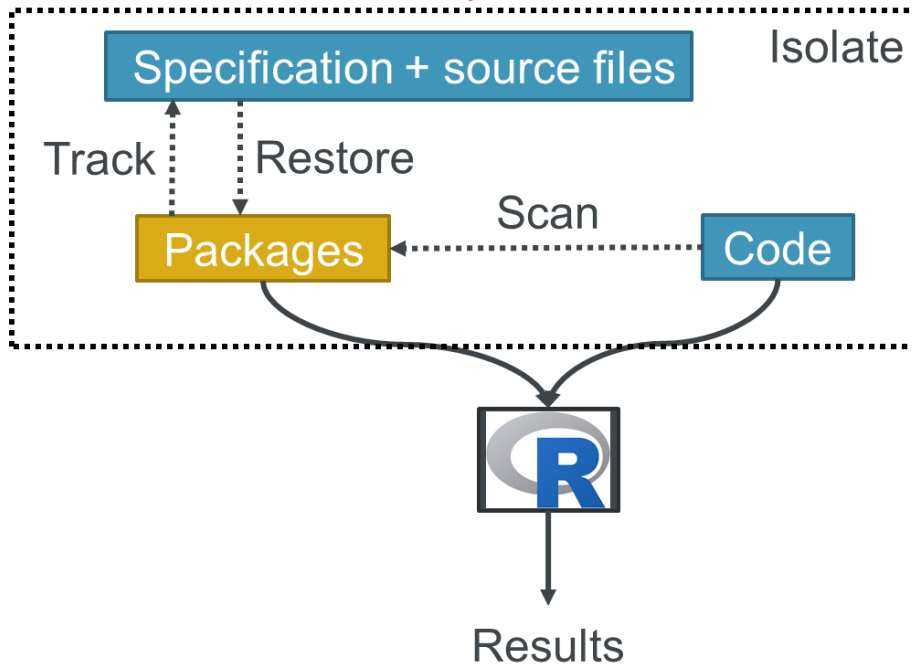 Isolate
Specification + source files
Track
Restore
Scan
Packages
Code
R
Results